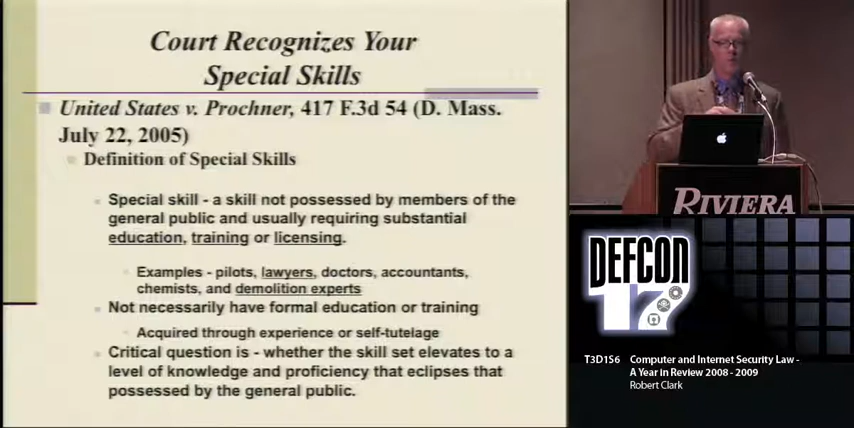 Court Recognizes Your
Special Skills
United States v. Prochner, 417 F.3d 54 (D. Mass.
July 22, 2005)
Definition of Special Skills
Special skill - a skill not possessed by members of the
general public and usually requiring substantial
education, training or licensing.
Examples - pilots, lawyers, doctors, accountants,
chemists, and demolition experts
Not necessarily have formal education or training
Acquired through experience or self-tutelage
Critical question is - whether the skill set elevates to a
level of knowledge and proficiency that eclipses that
possessed by the general public.
RIVIERA
DEFCON
17
T3D1S6 Computer and Internet Security Law -
A Year in Review 2008 - 2009
Robert Clark